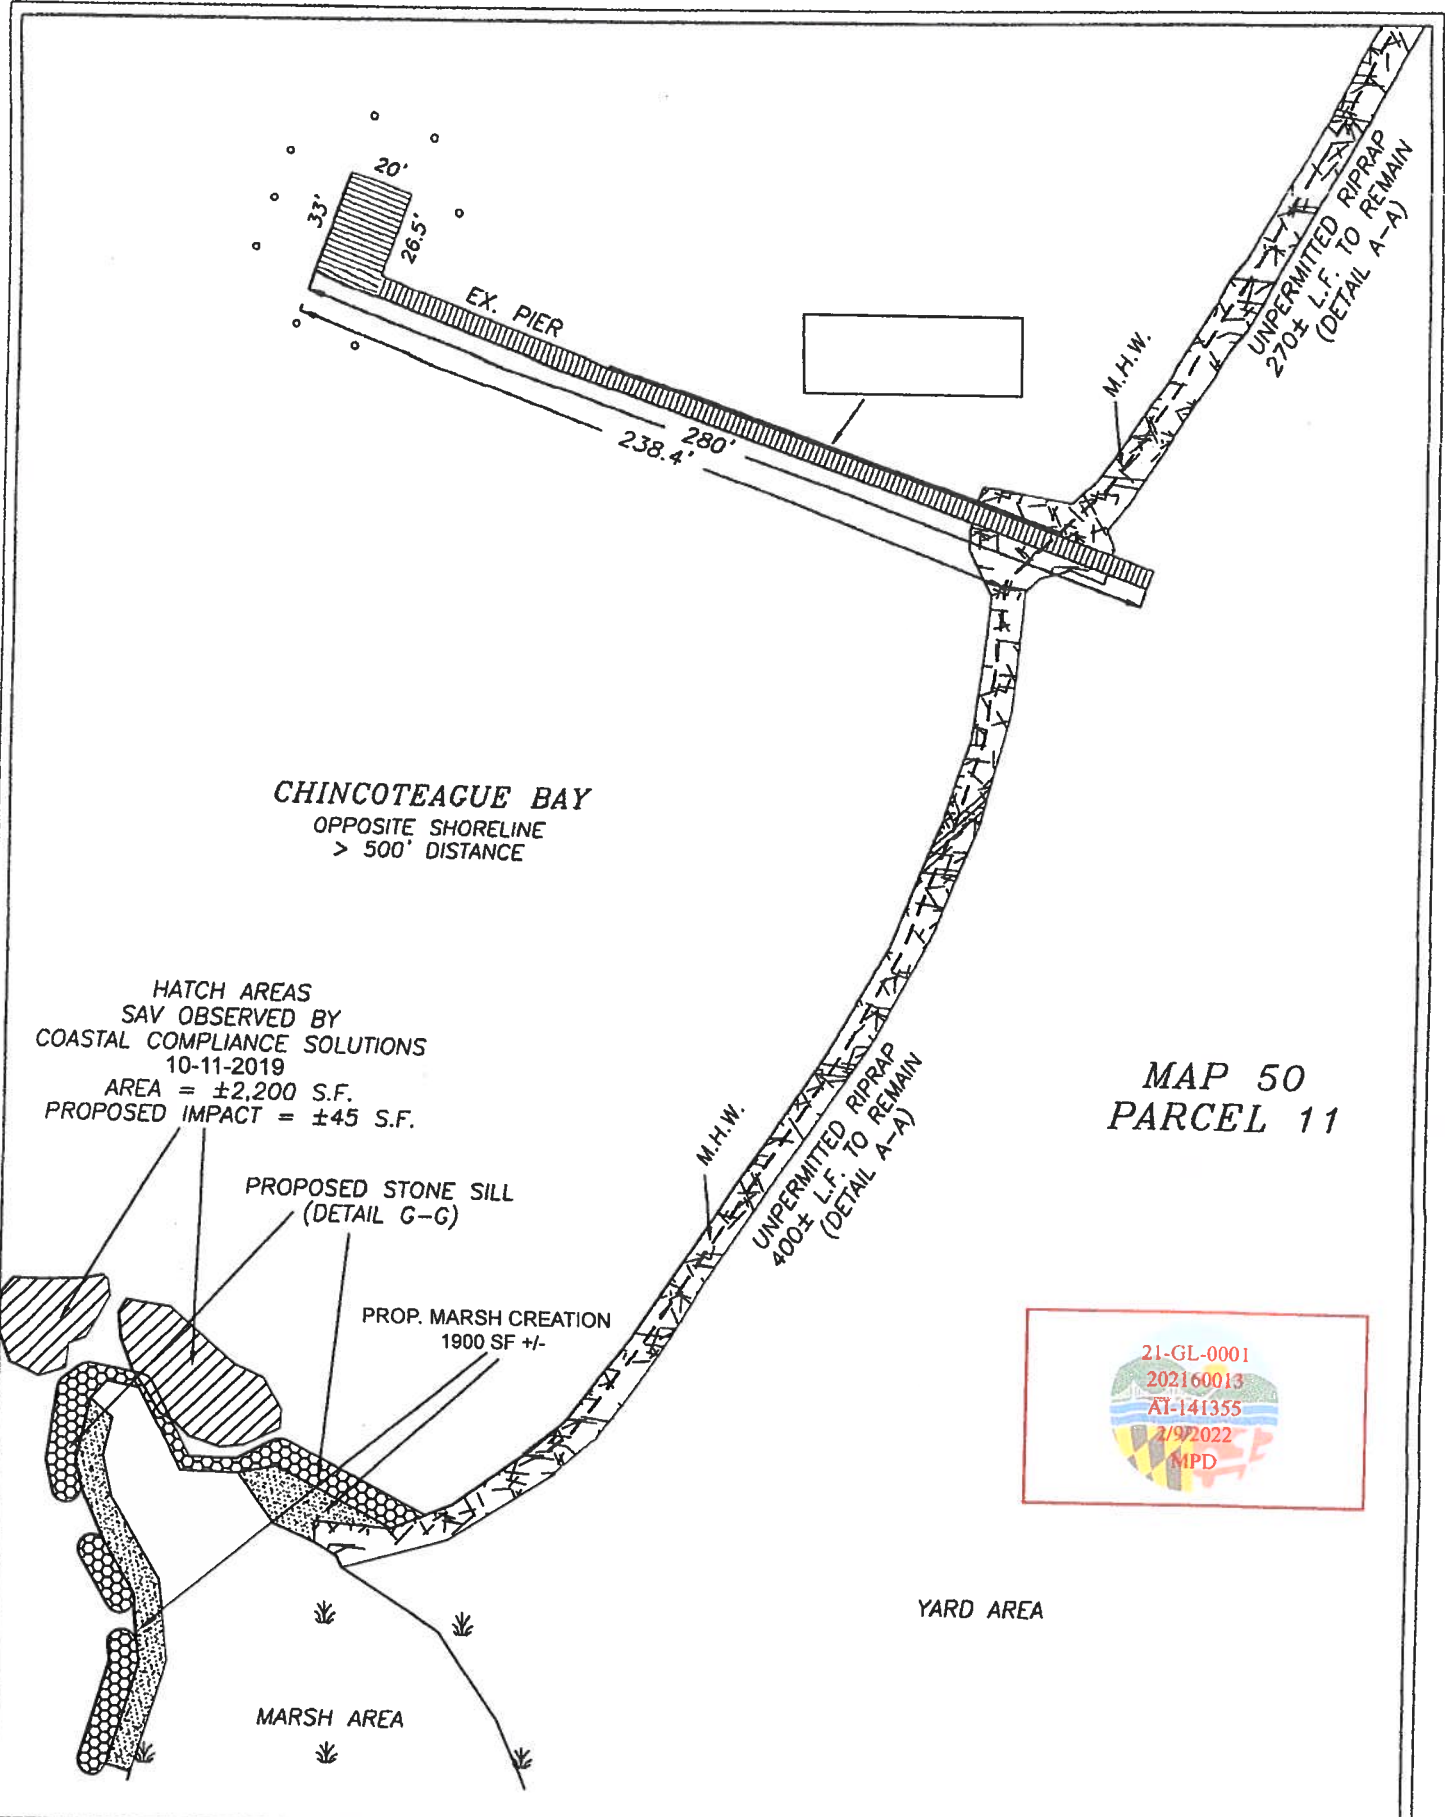 20'
33'
26.5'
EX. PIER
280'
238.4'
M.H.W.
UNPERMITTED RIPRAP
270± L.F. TO REMAIN
(DETAIL A-A)
CHINCOTEAGUE BAY
OPPOSITE SHORELINE
> 500' DISTANCE
HATCH AREAS
SAV OBSERVED BY
COASTAL COMPLIANCE SOLUTIONS
10-11-2019
AREA = ±2,200 S.F.
PROPOSED IMPACT = ±45 S.F.
MAP 50
PARCEL 11
M.H.W.
UNPERMITTED RIPRAP
400± L.F. TO REMAIN
(DETAIL A-A)
PROPOSED STONE SILL
(DETAIL G-G)
PROP. MARSH CREATION
1900 SF +/-
21-GL-0001
202160013
AI-141355
2/9/2022
MPD
YARD AREA
MARSH AREA